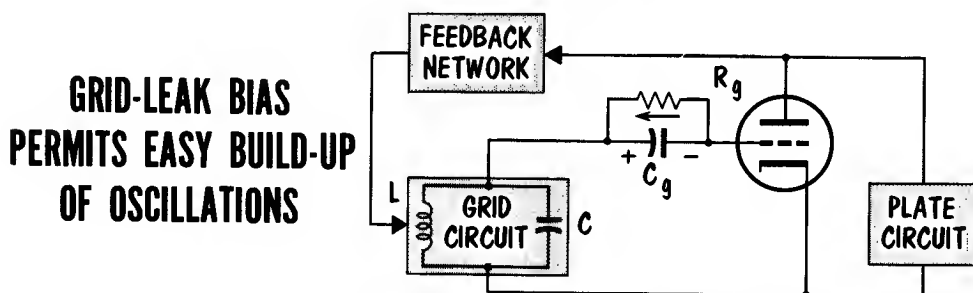 GRID-LEAK BIAS
PERMITS EASY BUILD-UP
OF OSCILLATIONS
FEEDBACK
NETWORK
Rg
+ -
Cg
L
GRID
CIRCUIT
C
PLATE
CIRCUIT